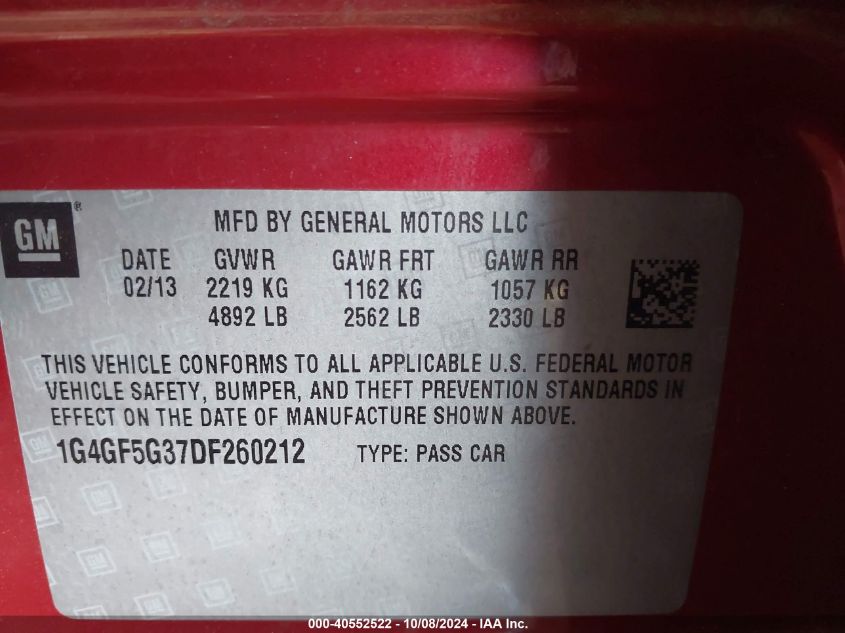 GM®
MFD BY GENERAL MOTORS LLC
DATE GVWR GAWR FRT GAWR RR
02/13 2219 KG 1162 KG 1057 KG
4892 LB 2562 LB 2330 LB
THIS VEHICLE CONFORMS TO ALL APPLICABLE U.S. FEDERAL MOTOR
VEHICLE SAFETY, BUMPER, AND THEFT PREVENTION STANDARDS IN
EFFECT ON THE DATE OF MANUFACTURE SHOWN ABOVE.
1G4GF5G37DF260212 TYPE: PASS CAR
000-40552522 - 10/08/2024 - IAA Inc.